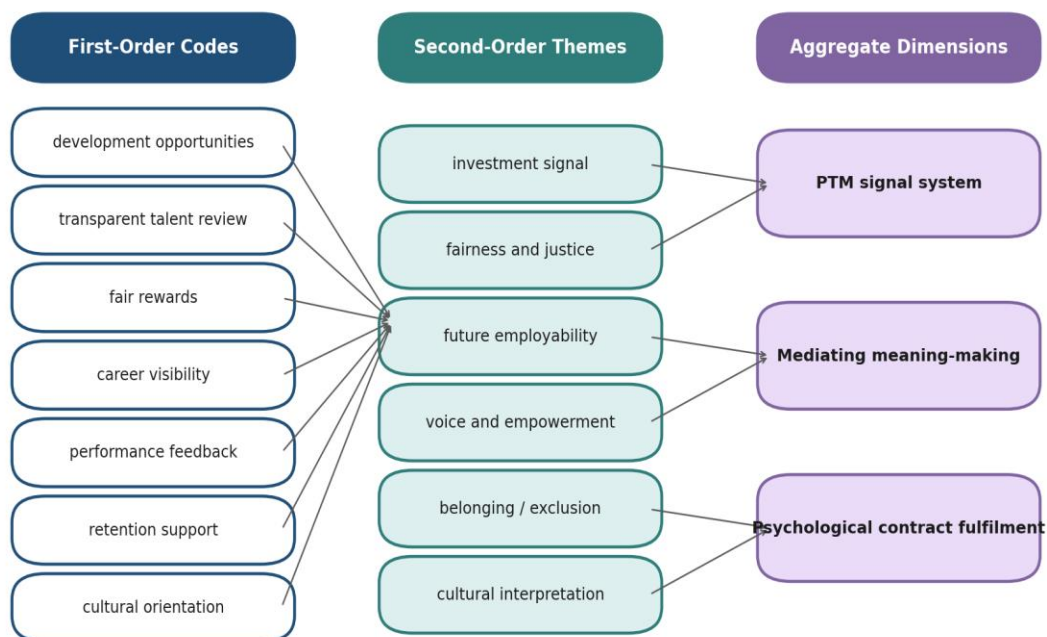 First-Order Codes
Second-Order Themes
Aggregate Dimensions
development opportunities
transparent talent review
fair rewards
career visibility
performance feedback
retention support
cultural orientation
investment signal
fairness and justice
future employability
voice and empowerment
belonging / exclusion
cultural interpretation
PTM signal system
Mediating meaning-making
Psychological contract fulfilment